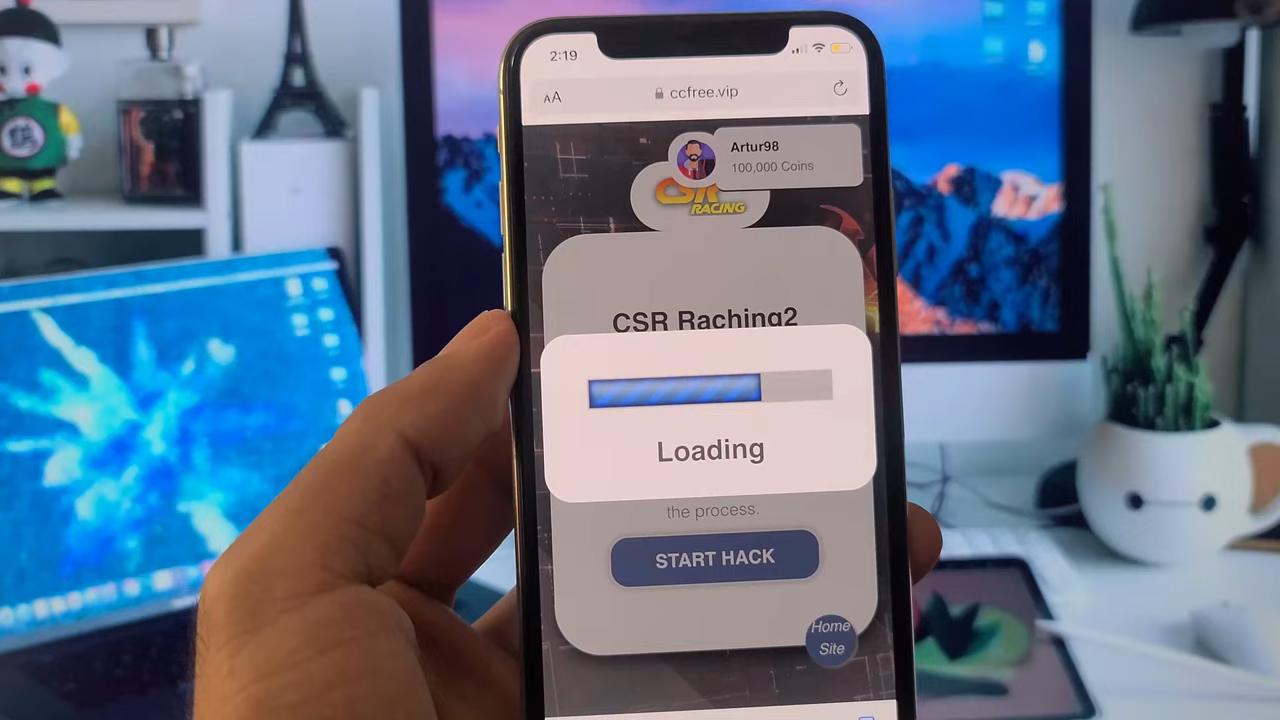 2:19
AA
ccfree.vip
Artur98
100,000 Coins
CSR
RACING
CSR Raching2
Loading
the process.
START HACK
Home
Site